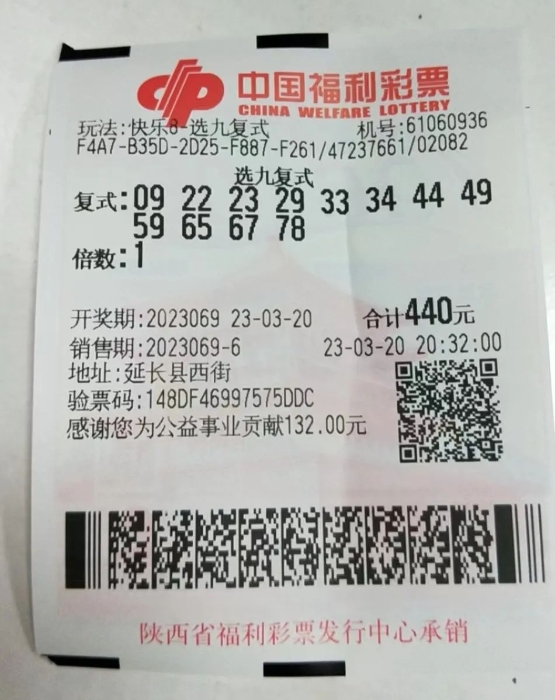 中国福利彩票
CHINA WELFARE LOTTERY
玩法:快乐8-选九复式 机号:61060936
F4A7-B35D-2D25-F887-F261/47237661/02082
选九复式
复式:09 22 23 29 33 34 44 49
59 65 67 78
倍数:1
开奖期:2023069 23-03-20 合计440元
销售期:2023069-6 23-03-20 20:32:00
地址:延长县西街
验票码:148DF46997575DDC
感谢您为公益事业贡献132.00元
陕西省福利彩票发行中心承销